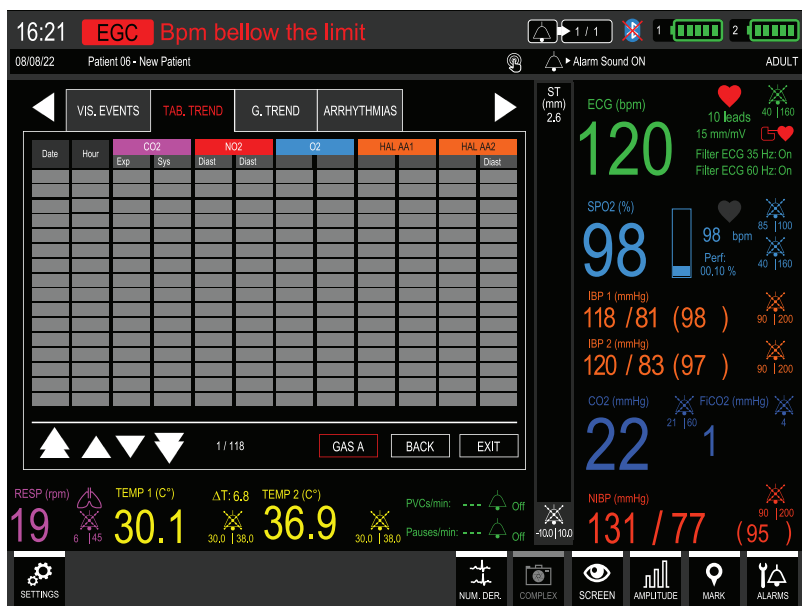 16:21 EGC Bpm bellow the limit 1 / 1 1 2
08/08/22 Patient 06 - New Patient Alarm Sound ON ADULT
VIS. EVENTS TAB. TREND G. TREND ARRHYTHMIAS
Date Hour CO2 NO2 O2 HAL AA1 HAL AA2
Exp Sys Diast Diast Diast
1 / 118 GAS A BACK EXIT
ST
(mm)
2.6
-10.0 10.0
ECG (bpm)
120
10 leads 40 160
15 mm/mV
Filter ECG 35 Hz: On
Filter ECG 60 Hz: On
SPO2 (%)
98
98 bpm 85 100
Perf:
00,10 % 40 160
IBP 1 (mmHg)
118 / 81 (98 ) 90 200
IBP 2 (mmHg)
120 / 83 (97 ) 90 200
CO2 (mmHg) FiCO2 (mmHg)
22 21 60 1 4
RESP (rpm) TEMP 1 (C°) ΔT: 6.8 TEMP 2 (C°)
19 6 45 30.1 30,0 38,0 36.9 30,0 38,0
PVCs/min: --- Off
Pauses/min: --- Off
NIBP (mmHg)
131 / 77 (95 ) 90 200
SETTINGS NUM. DER. COMPLEX SCREEN AMPLITUDE MARK ALARMS